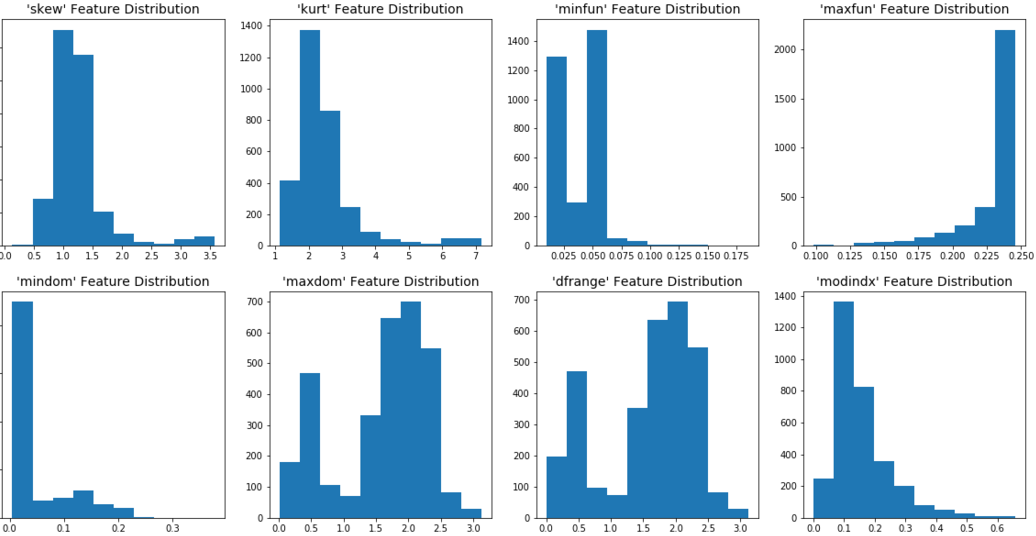 'skew' Feature Distribution
'kurt' Feature Distribution
'minfun' Feature Distribution
'maxfun' Feature Distribution
1400
1200
1000
800
600
400
200
0
1400
1200
1000
800
600
400
200
0
2000
1500
1000
500
0
0.0 0.5 1.0 1.5 2.0 2.5 3.0 3.5
1 2 3 4 5 6 7
0.025 0.050 0.075 0.100 0.125 0.150 0.175
0.100 0.125 0.150 0.175 0.200 0.225 0.250
'mindom' Feature Distribution
'maxdom' Feature Distribution
'dfrange' Feature Distribution
'modindx' Feature Distribution
700
600
500
400
300
200
100
0
700
600
500
400
300
200
100
0
1400
1200
1000
800
600
400
200
0
0.0 0.1 0.2 0.3
0.0 0.5 1.0 1.5 2.0 2.5 3.0
0.0 0.5 1.0 1.5 2.0 2.5 3.0
0.0 0.1 0.2 0.3 0.4 0.5 0.6